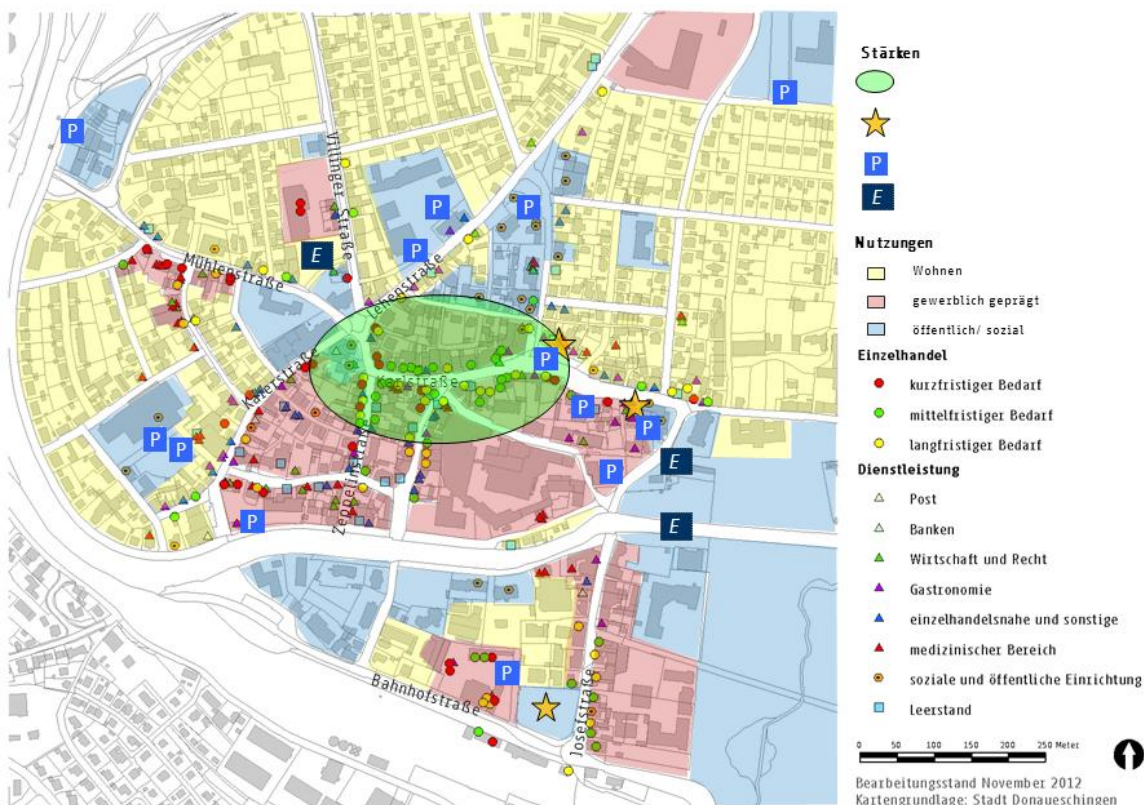 Stärken
P
E
Nutzungen
Wohnen
gewerblich geprägt
öffentlich/ sozial
Einzelhandel
kurzfristiger Bedarf
mittelfristiger Bedarf
langfristiger Bedarf
Dienstleistung
Post
Banken
Wirtschaft und Recht
Gastronomie
einzelhandelsnahe und sonstige
medizinischer Bereich
soziale und öffentliche Einrichtung
Leerstand
0 50 100 150 200 250 Meter
Bearbeitungsstand November 2012
Kartengrundlage: Stadt Donaueschingen
P
P
Villinger Straße
P
P
P
E
Mühlenstraße
Lehenstraße
P
Karlstraße
Käferstraße
P
P
P
P
Zeppelinstraße
E
P
P
E
P
Bahnhofstraße
Josefstraße